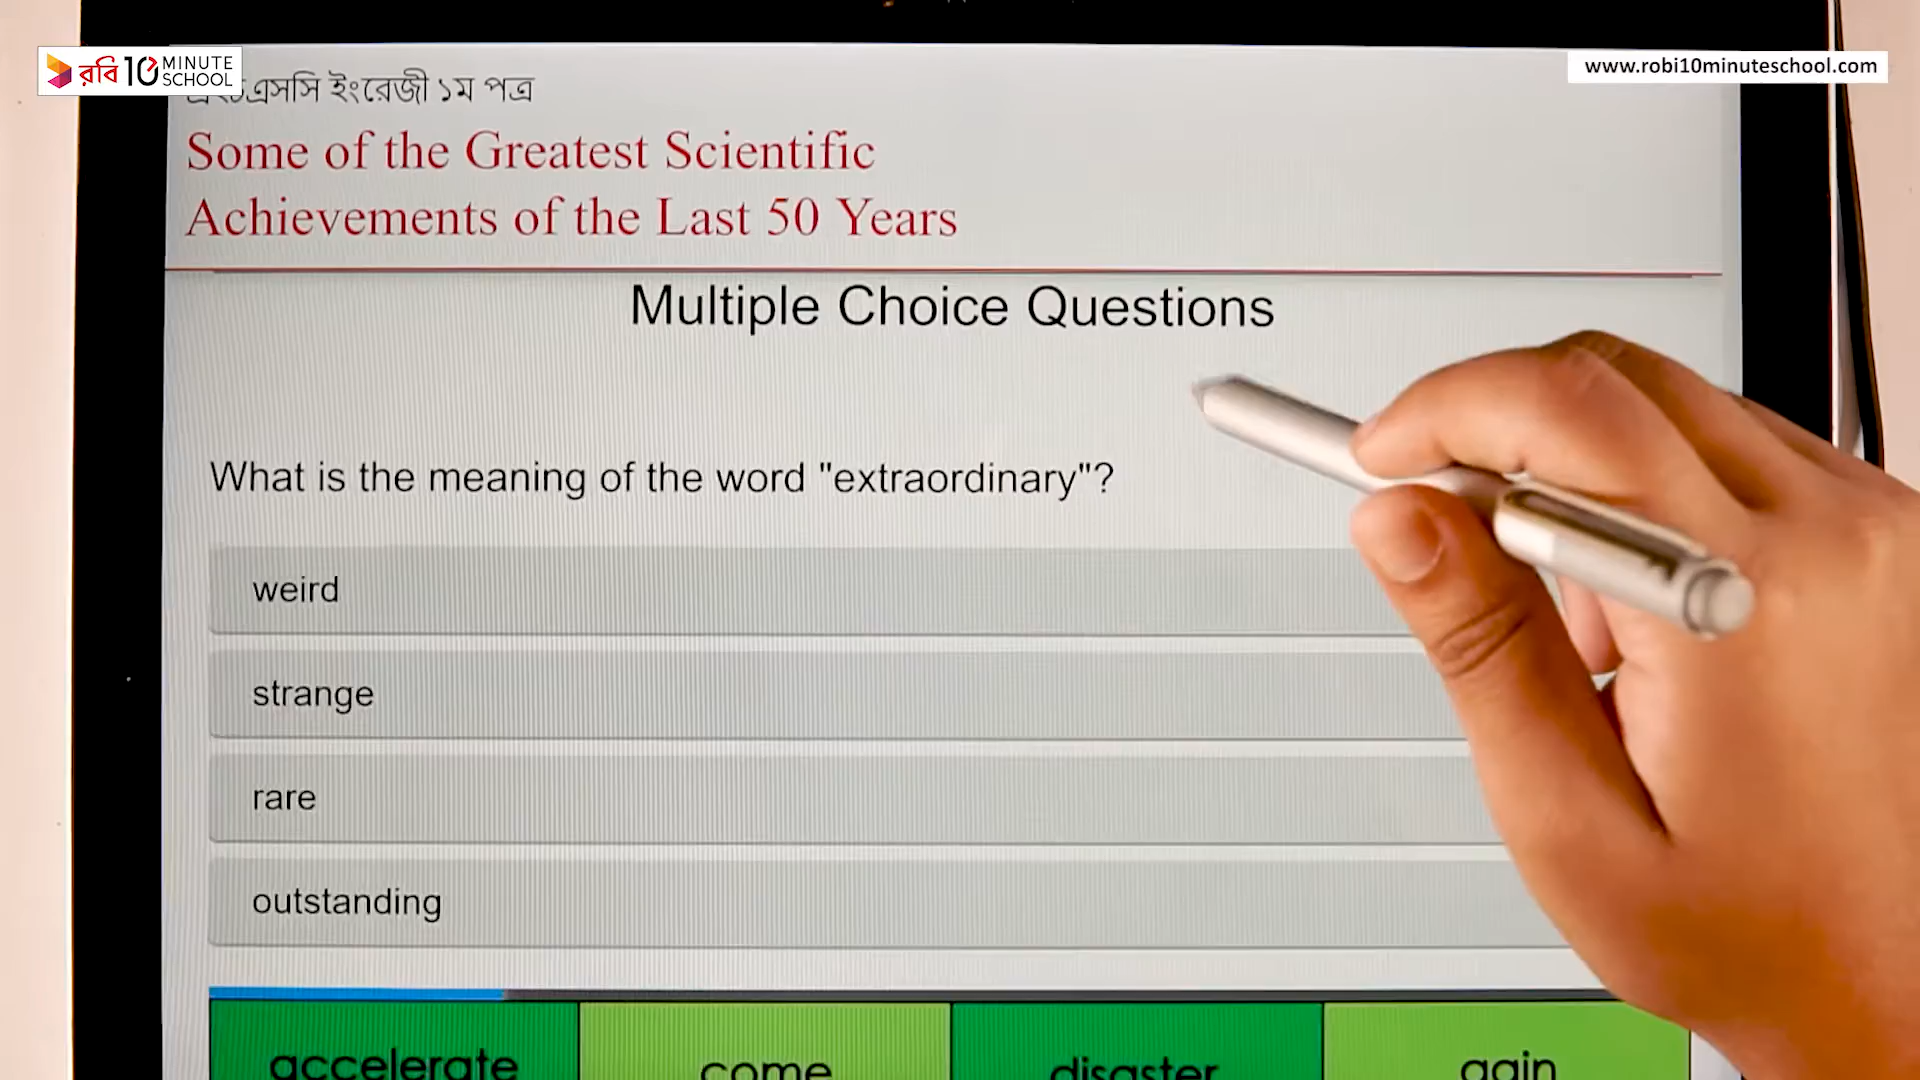 রবি 10 MINUTE SCHOOL
www.robi10minuteschool.com
এইচএসসি ইংরেজী ১ম পত্র
Some of the Greatest Scientific
Achievements of the Last 50 Years
Multiple Choice Questions
What is the meaning of the word "extraordinary"?
weird
strange
rare
outstanding
accelerate come disaster gain